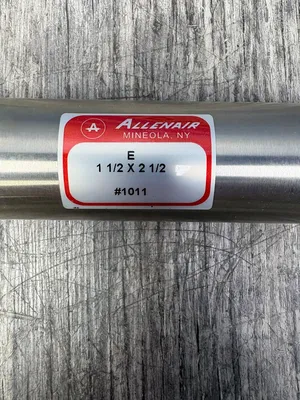 A ALLENAIR
MINEOLA, NY
E
1 1/2 X 2 1/2
#1011